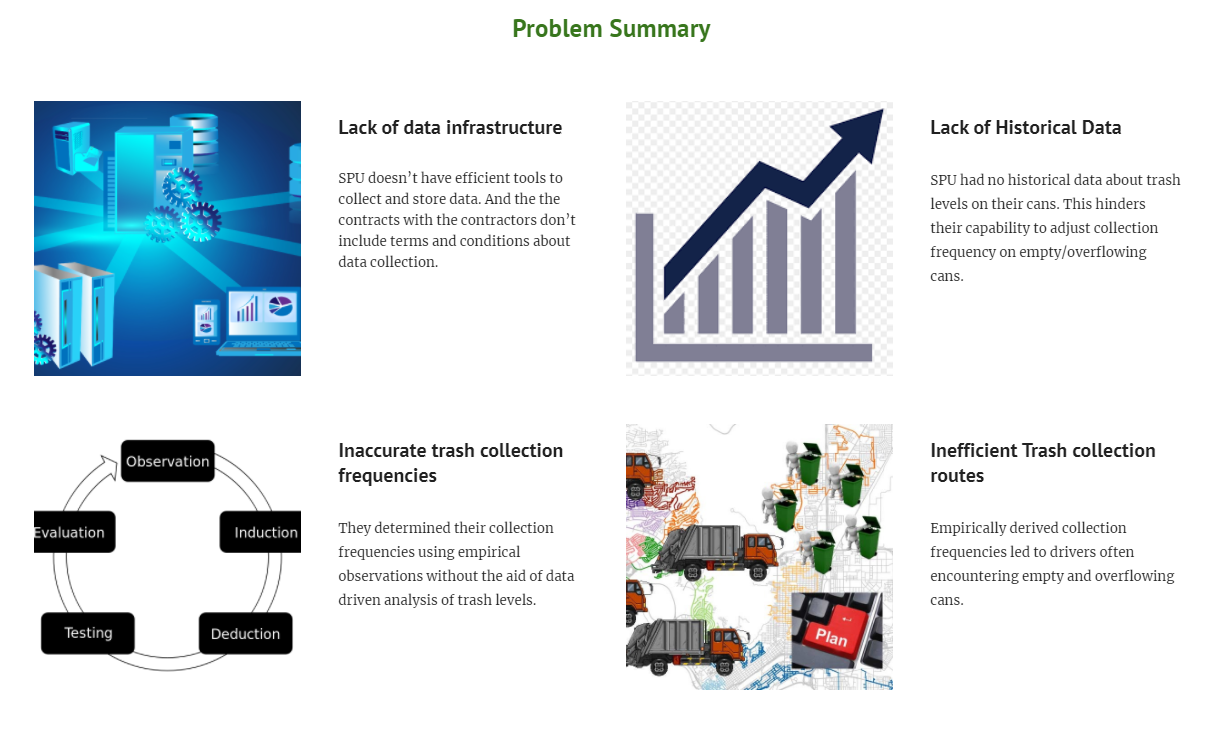 Problem Summary
Lack of data infrastructure
SPU doesn’t have efficient tools to
collect and store data. And the the
contracts with the contractors don’t
include terms and conditions about
data collection.
Lack of Historical Data
SPU had no historical data about trash
levels on their cans. This hinders
their capability to adjust collection
frequency on empty/overflowing
cans.
Observation
Evaluation
Induction
Testing
Deduction
Inaccurate trash collection
frequencies
They determined their collection
frequencies using empirical
observations without the aid of data
driven analysis of trash levels.
Plan
Inefficient Trash collection
routes
Empirically derived collection
frequencies led to drivers often
encountering empty and overflowing
cans.